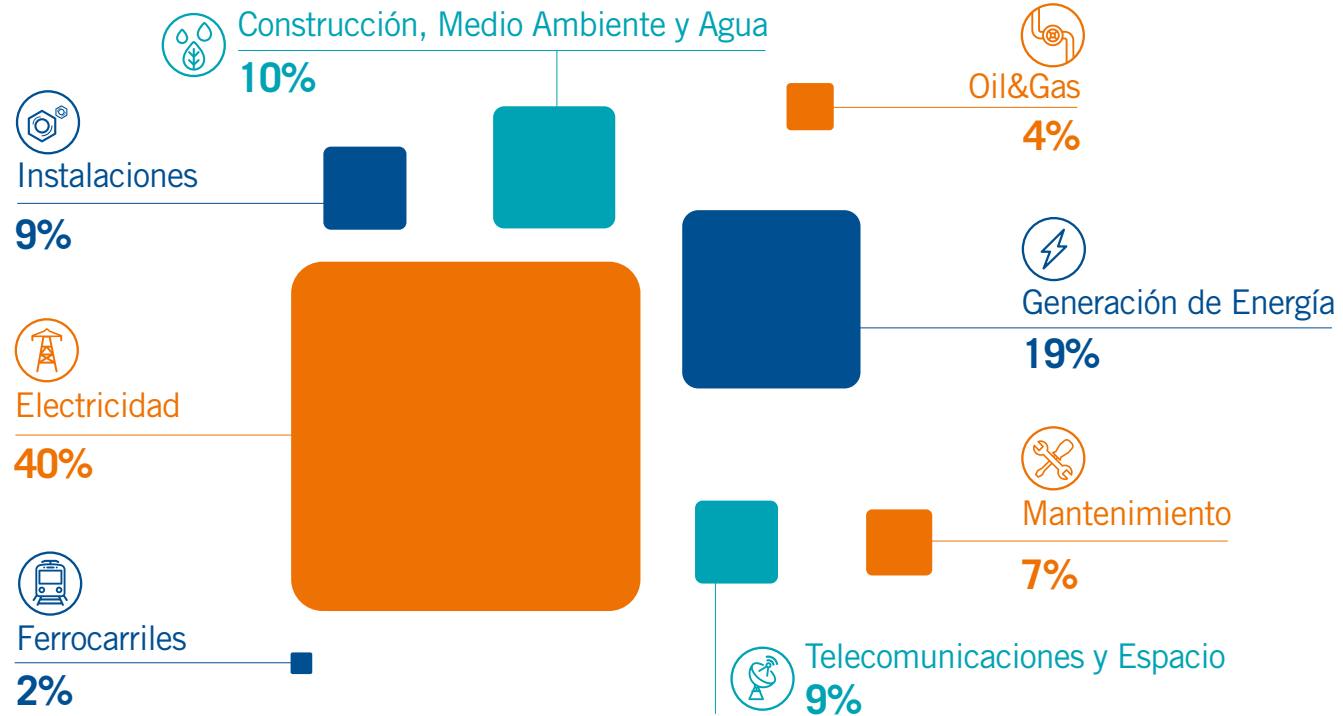 Construcción, Medio Ambiente y Agua
10%
Oil&Gas
4%
Instalaciones
9%
Generación de Energía
19%
Electricidad
40%
Mantenimiento
7%
Ferrocarriles
2%
Telecomunicaciones y Espacio
9%